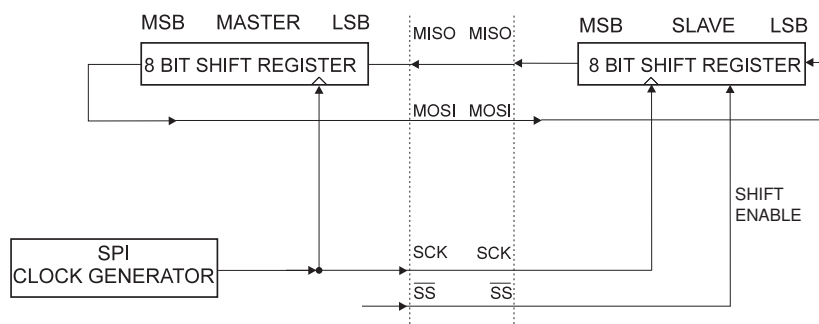 MSB MASTER LSB
MISO MISO
MSB SLAVE LSB
8 BIT SHIFT REGISTER
8 BIT SHIFT REGISTER
MOSI MOSI
SHIFT
ENABLE
SPI
CLOCK GENERATOR
SCK SCK
SS SS